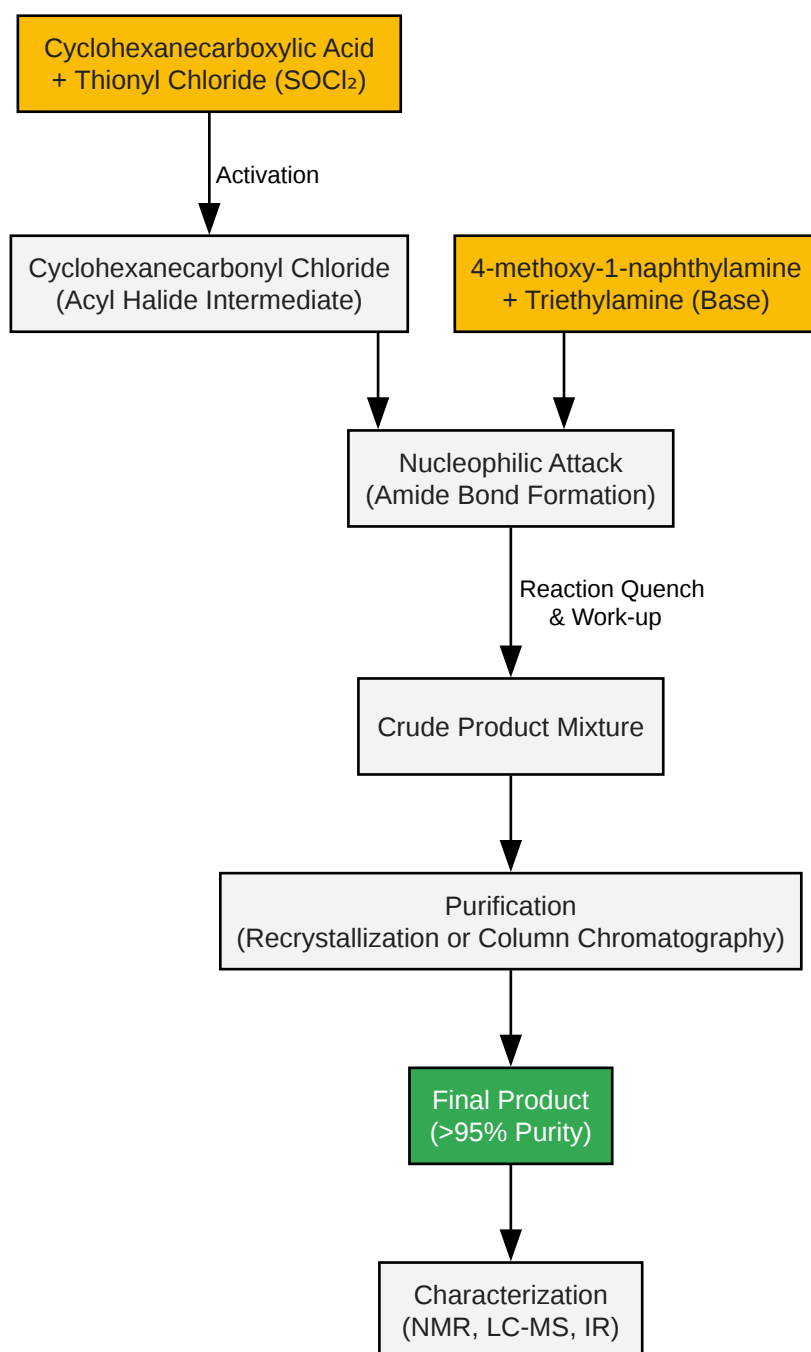 Cyclohexanecarboxylic Acid
+ Thionyl Chloride (SOCl₂)
Activation
Cyclohexanecarbonyl Chloride
(Acyl Halide Intermediate)
4-methoxy-1-naphthylamine
+ Triethylamine (Base)
Nucleophilic Attack
(Amide Bond Formation)
Reaction Quench
& Work-up
Crude Product Mixture
Purification
(Recrystallization or Column Chromatography)
Final Product
(>95% Purity)
Characterization
(NMR, LC-MS, IR)